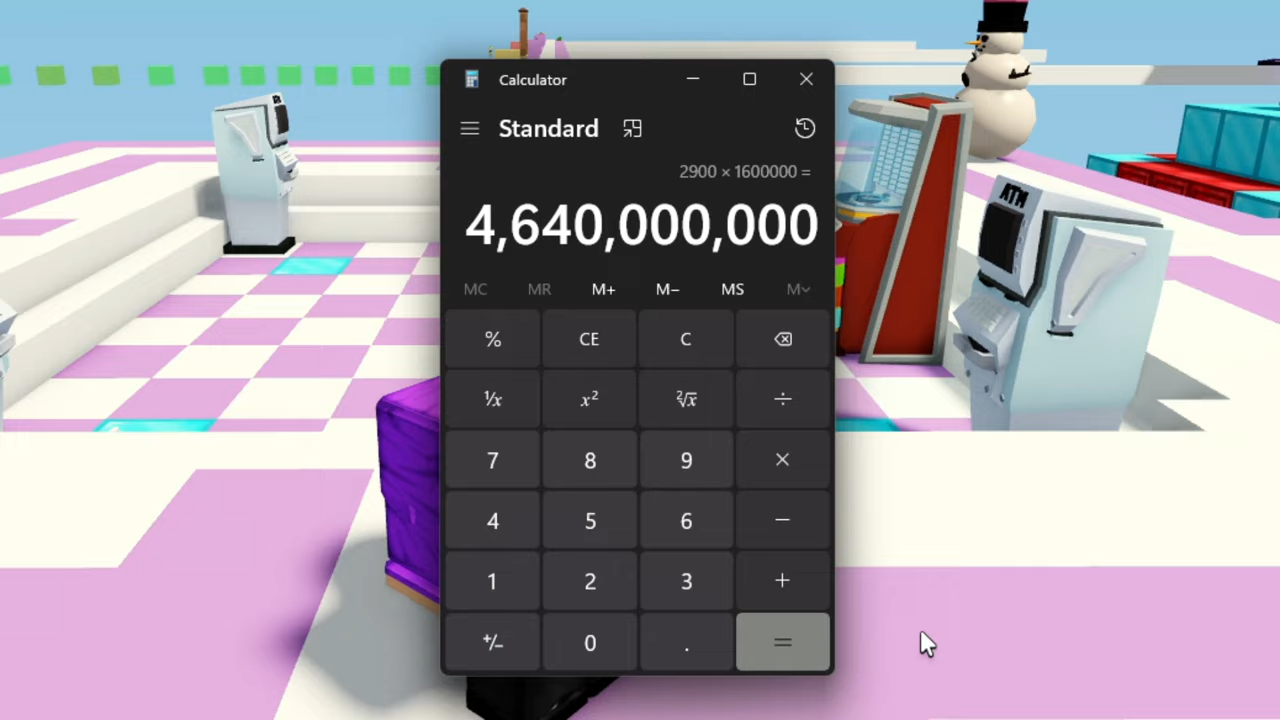 Calculator
Standard
2900 × 1600000 =
4,640,000,000
MC MR M+ M− MS M˅
% CE C
¹/x x² ²√x ÷
7 8 9 ×
4 5 6 −
1 2 3 +
+/− 0 . =
ATM